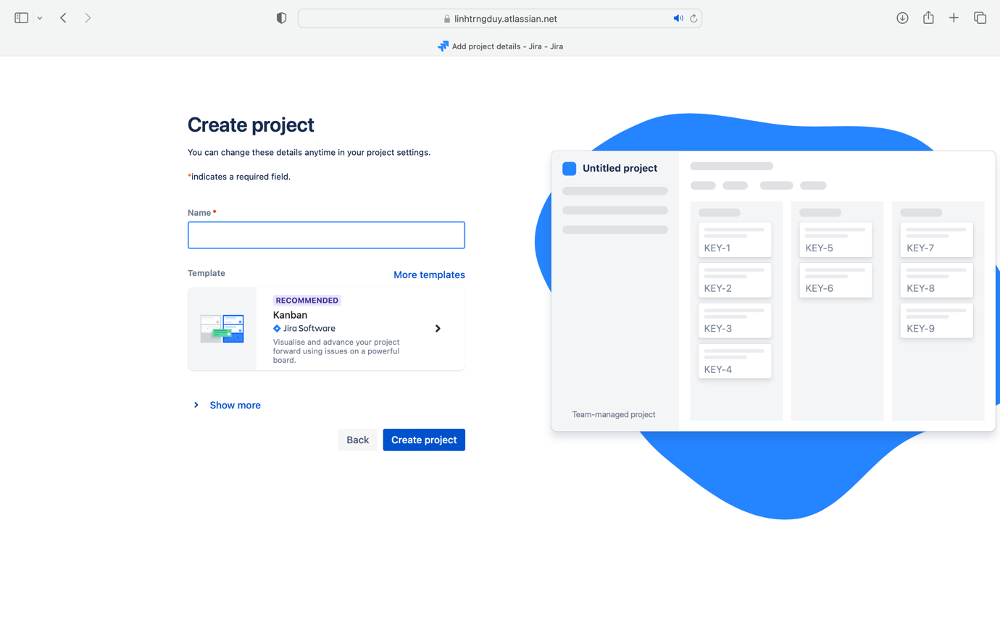 linhtrngduy.atlassian.net
Add project details - Jira - Jira
Create project
You can change these details anytime in your project settings.
*indicates a required field.
Name *
Template
More templates
RECOMMENDED
Kanban
Jira Software
Visualise and advance your project
forward using issues on a powerful
board.
Show more
Back
Create project
Untitled project
Team-managed project
KEY-1
KEY-2
KEY-3
KEY-4
KEY-5
KEY-6
KEY-7
KEY-8
KEY-9